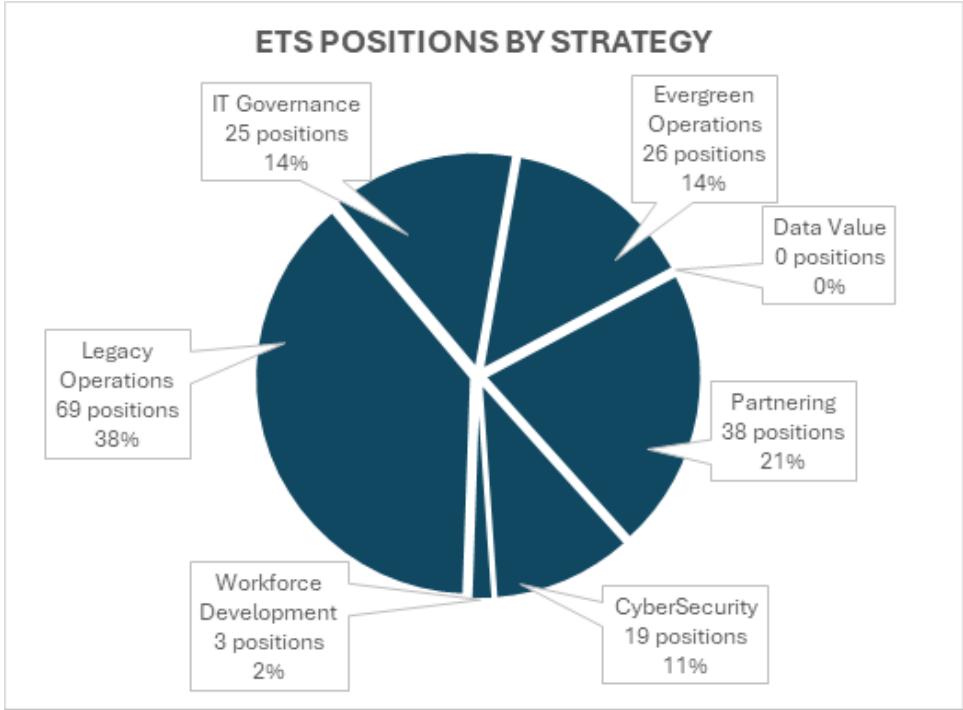 ETS POSITIONS BY STRATEGY
IT Governance
25 positions
14%
Evergreen
Operations
26 positions
14%
Data Value
0 positions
0%
Legacy
Operations
69 positions
38%
Partnering
38 positions
21%
Workforce
Development
3 positions
2%
CyberSecurity
19 positions
11%